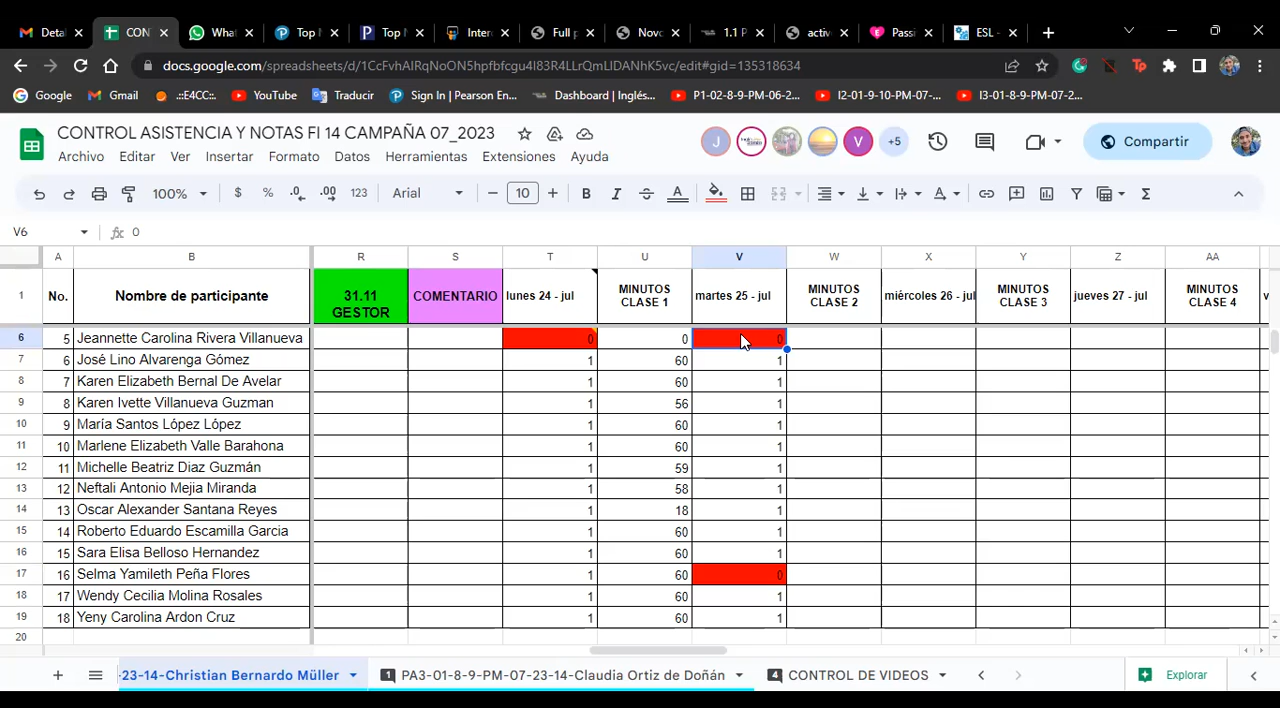 Detal
CON
What
Top N
Top N
Inter
Full p
Novo
1.1 P
activ
Passi
ESL -
docs.google.com/spreadsheets/d/1CcFvhAIRqNoON5hpfbfcgu4I83R4LLrQmLIDANhK5vc/edit#gid=135318634
Google
Gmail
.::E4CC::.
YouTube
Traducir
Sign In | Pearson En...
Dashboard | Inglés...
P1-02-8-9-PM-06-2...
I2-01-9-10-PM-07-...
I3-01-8-9-PM-07-2...
CONTROL ASISTENCIA Y NOTAS FI 14 CAMPAÑA 07_2023
J
V
+5
Compartir
Archivo Editar Ver Insertar Formato Datos Herramientas Extensiones Ayuda
100% $ % .0 .00 123 Arial 10 B I A A Σ
V6 fx 0
A B R S T U V W X Y Z AA
1 No. Nombre de participante 31.11 GESTOR COMENTARIO lunes 24 - jul MINUTOS CLASE 1 martes 25 - jul MINUTOS CLASE 2 miércoles 26 - jul MINUTOS CLASE 3 jueves 27 - jul MINUTOS CLASE 4 v
6 5 Jeannette Carolina Rivera Villanueva 0 0 0
7 6 José Lino Alvarenga Gómez 1 60 1
8 7 Karen Elizabeth Bernal De Avelar 1 60 1
9 8 Karen Ivette Villanueva Guzman 1 56 1
10 9 María Santos López López 1 60 1
11 10 Marlene Elizabeth Valle Barahona 1 60 1
12 11 Michelle Beatriz Diaz Guzmán 1 59 1
13 12 Neftali Antonio Mejia Miranda 1 58 1
14 13 Oscar Alexander Santana Reyes 1 18 1
15 14 Roberto Eduardo Escamilla Garcia 1 60 1
16 15 Sara Elisa Belloso Hernandez 1 60 1
17 16 Selma Yamileth Peña Flores 1 60 0
18 17 Wendy Cecilia Molina Rosales 1 60 1
19 18 Yeny Carolina Ardon Cruz 1 60 1
20
-23-14-Christian Bernardo Müller
1 PA3-01-8-9-PM-07-23-14-Claudia Ortiz de Doñán
4 CONTROL DE VIDEOS
Explorar